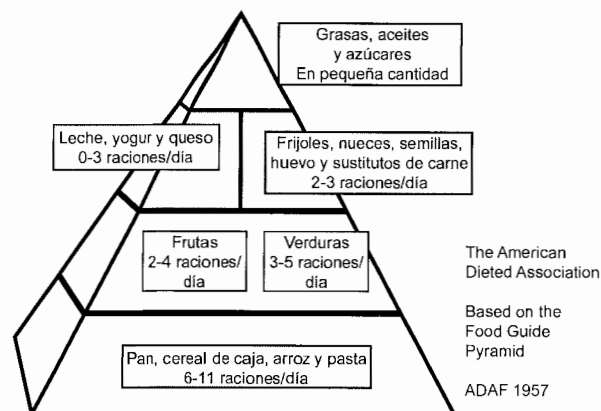 Grasas, aceites
y azúcares
En pequeña cantidad
Leche, yogur y queso
0-3 raciones/día
Frijoles, nueces, semillas,
huevo y sustitutos de carne
2-3 raciones/día
Frutas
2-4 raciones/
día
Verduras
3-5 raciones/
día
The American
Dieted Association
Based on the
Food Guide
Pyramid
ADAF 1957
Pan, cereal de caja, arroz y pasta
6-11 raciones/día